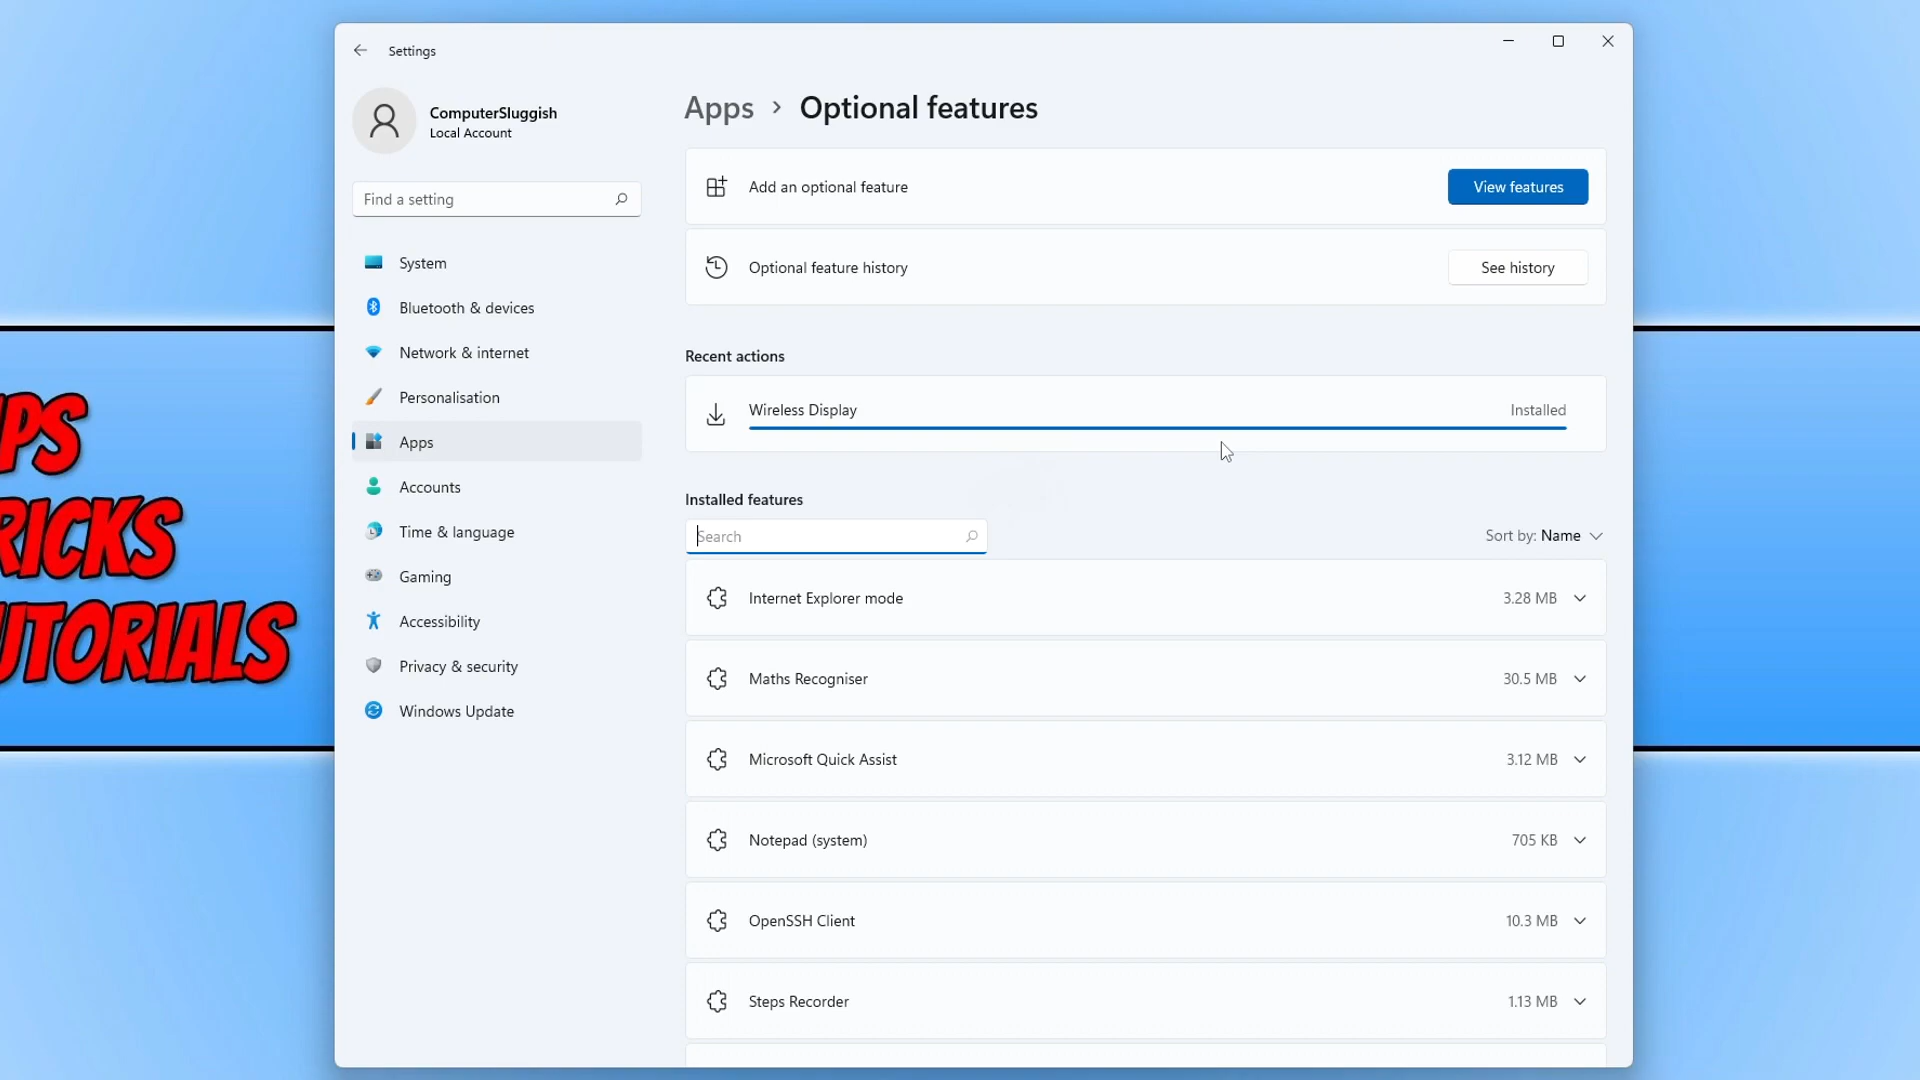 Settings
ComputerSluggish
Local Account
Find a setting
System
Bluetooth & devices
Network & internet
Personalisation
Apps
Accounts
Time & language
Gaming
Accessibility
Privacy & security
Windows Update
Apps > Optional features
Add an optional feature
View features
Optional feature history
See history
Recent actions
Wireless Display
Installed
Installed features
Search
Sort by: Name
Internet Explorer mode
3.28 MB
Maths Recogniser
30.5 MB
Microsoft Quick Assist
3.12 MB
Notepad (system)
705 KB
OpenSSH Client
10.3 MB
Steps Recorder
1.13 MB
IPS
RICKS
UTORIALS